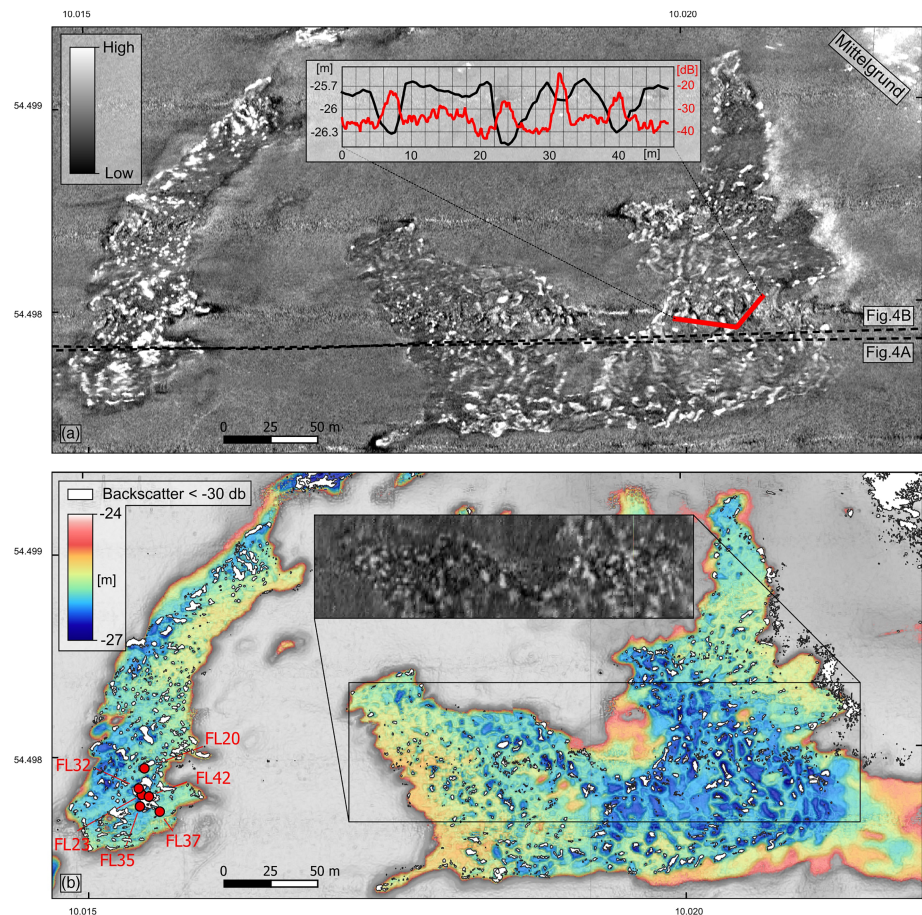 10.015
10.020
High
Low
[m]
[dB]
-25.7
-26
-26.3
-20
-30
-40
0
10
20
30
40
[m]
Mittelgrund
54.499
54.498
Fig.4B
Fig.4A
0
25
50 m
(a)
Backscatter < -30 db
-24
[m]
-27
54.499
54.498
FL20
FL32
FL42
FL23
FL35
FL37
0
25
50 m
(b)
10.015
10.020